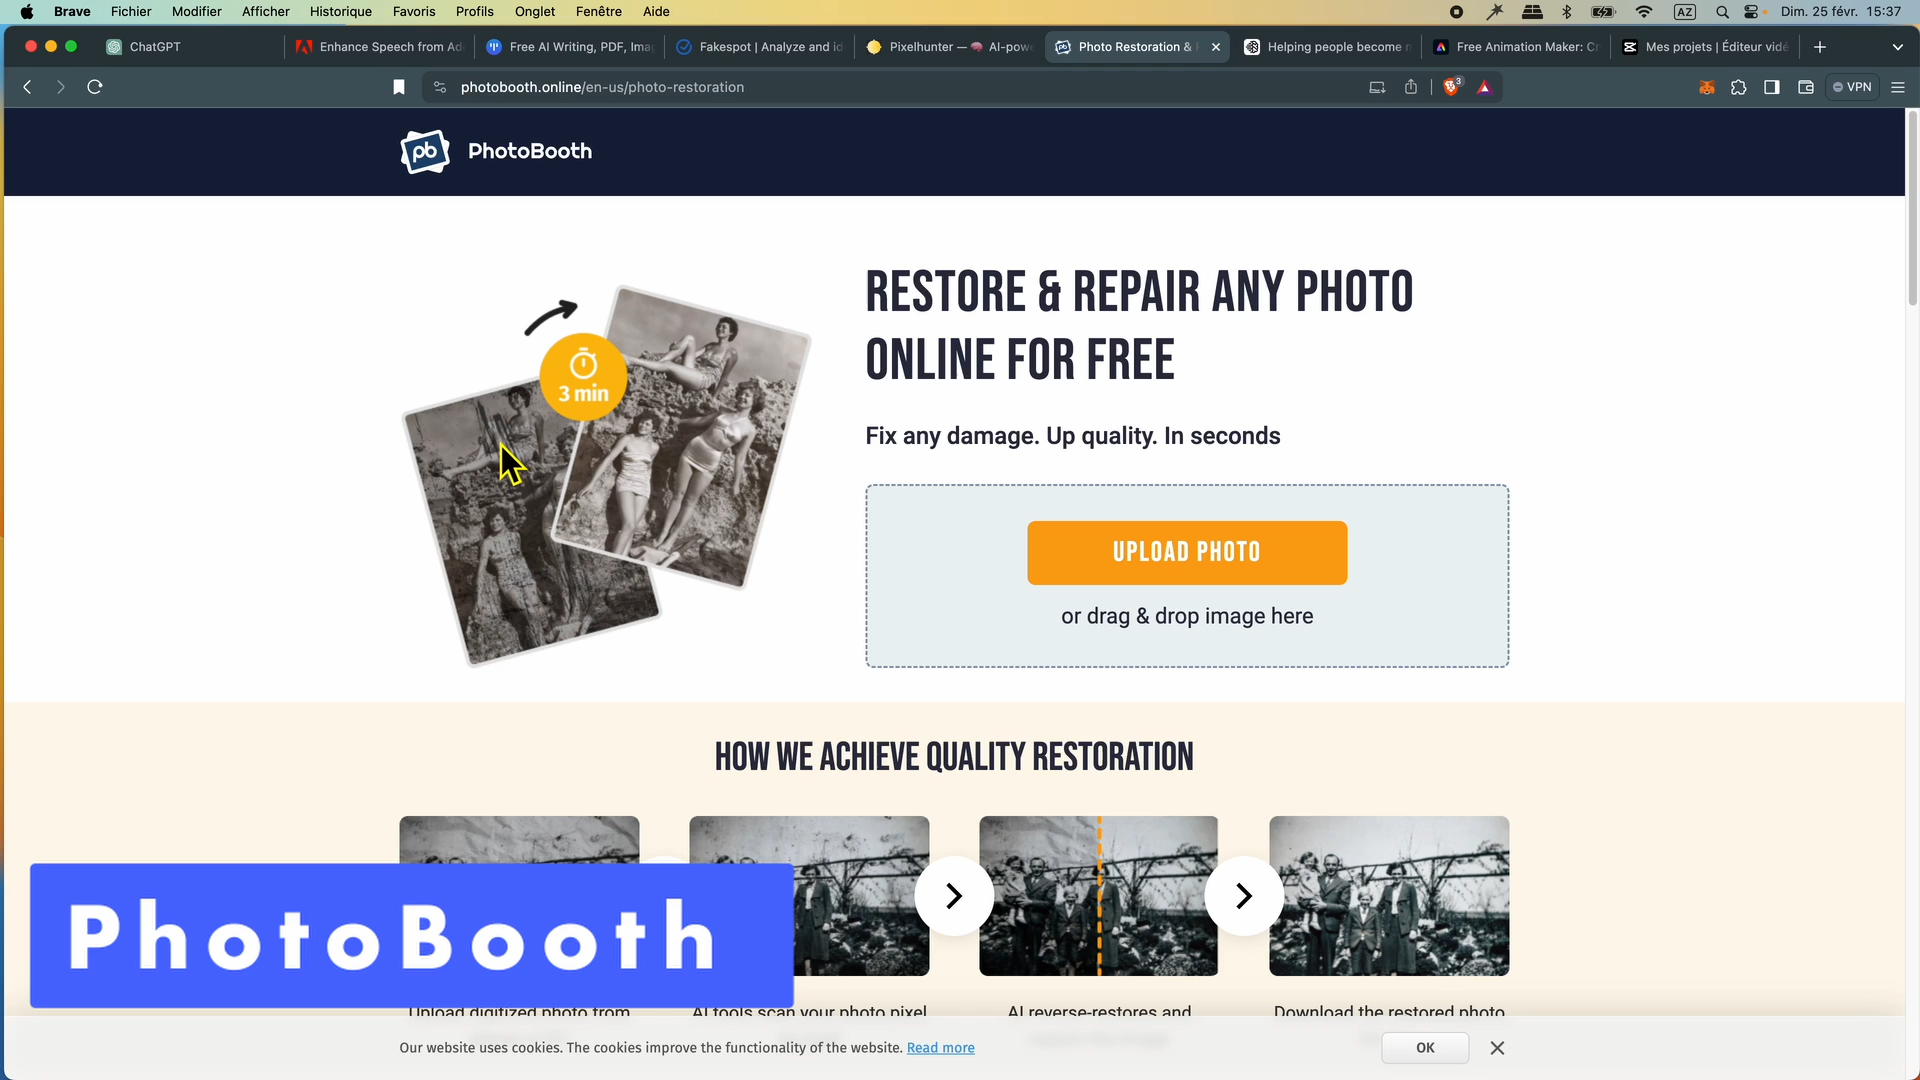 Brave Fichier Modifier Afficher Historique Favoris Profils Onglet Fenêtre Aide AZ Dim. 25 févr. 15:37
ChatGPT Enhance Speech from Ad Free AI Writing, PDF, Ima Fakespot | Analyze and id Pixelhunter — AI-powe Photo Restoration & Helping people become Free Animation Maker: Cr Mes projets | Éditeur vidé
photobooth.online/en-us/photo-restoration 3 VPN
pb PhotoBooth
RESTORE & REPAIR ANY PHOTO
ONLINE FOR FREE
3 min
Fix any damage. Up quality. In seconds
UPLOAD PHOTO
or drag & drop image here
HOW WE ACHIEVE QUALITY RESTORATION
PhotoBooth
Upload digitized photo from AI tools scan your photo pixel AI reverse-restores and Download the restored photo
Our website uses cookies. The cookies improve the functionality of the website. Read more OK